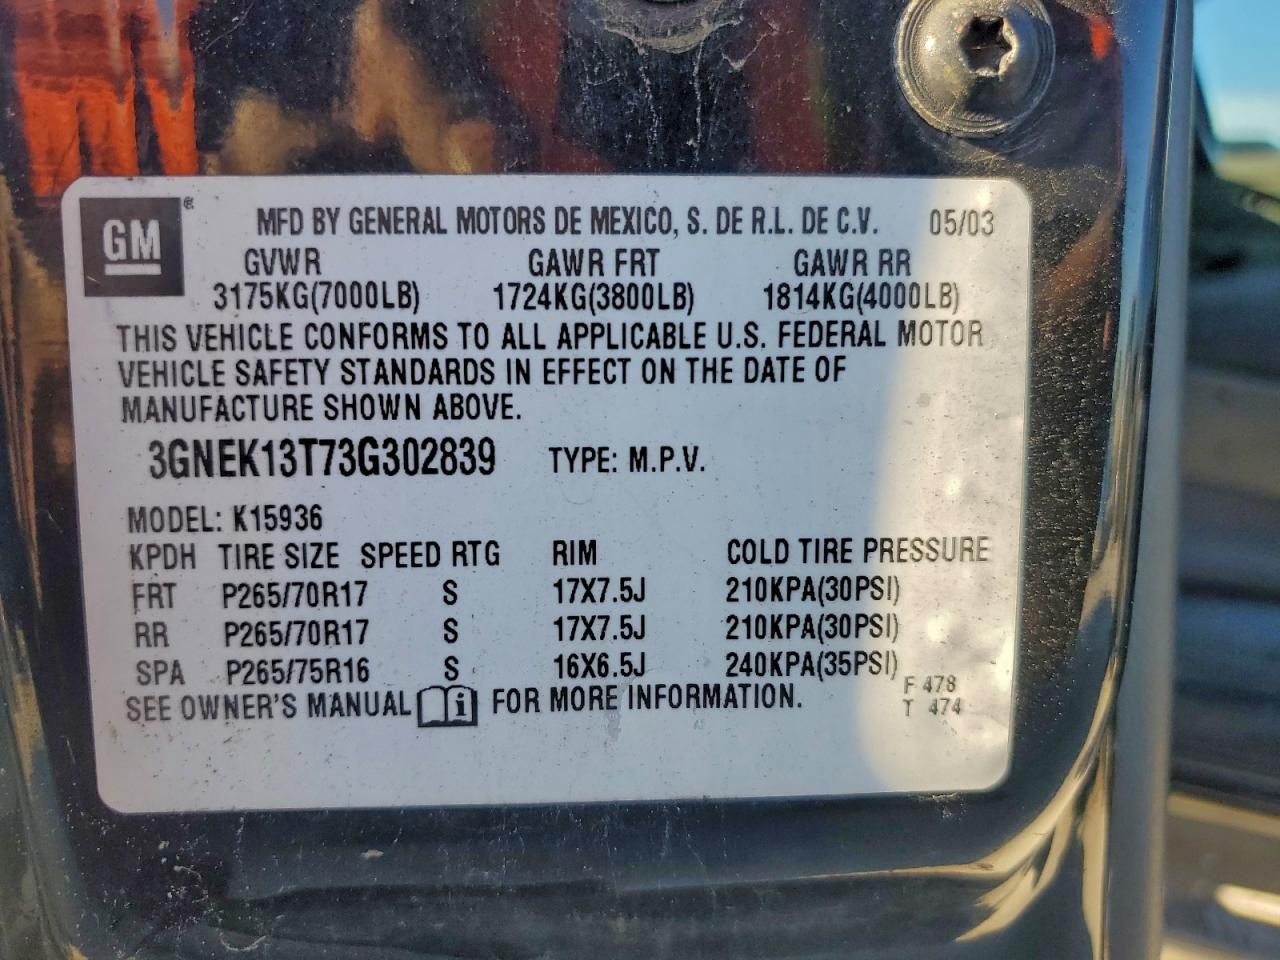 GM ®
MFD BY GENERAL MOTORS DE MEXICO, S. DE R.L. DE C.V. 05/03
GVWR GAWR FRT GAWR RR
3175KG(7000LB) 1724KG(3800LB) 1814KG(4000LB)
THIS VEHICLE CONFORMS TO ALL APPLICABLE U.S. FEDERAL MOTOR
VEHICLE SAFETY STANDARDS IN EFFECT ON THE DATE OF
MANUFACTURE SHOWN ABOVE.
3GNEK13T73G302839 TYPE: M.P.V.
MODEL: K15936
KPDH TIRE SIZE SPEED RTG RIM COLD TIRE PRESSURE
FRT P265/70R17 S 17X7.5J 210KPA(30PSI)
RR P265/70R17 S 17X7.5J 210KPA(30PSI)
SPA P265/75R16 S 16X6.5J 240KPA(35PSI)
SEE OWNER'S MANUAL i FOR MORE INFORMATION.
F 478
T 474